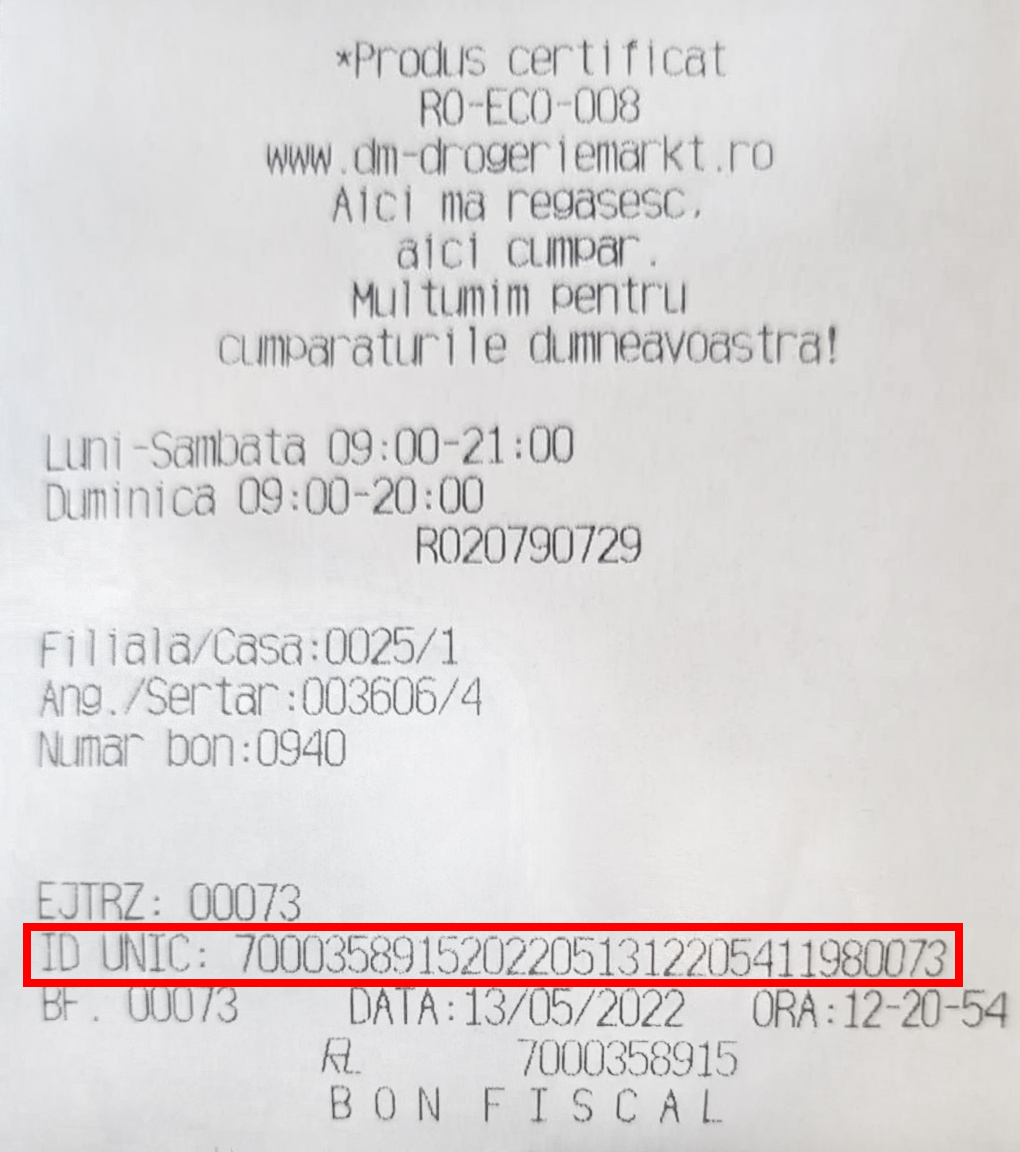 *Produs certificat
RO-ECO-008
www.dm-drogeriemarkt.ro
Aici ma regasesc,
aici cumpar.
Multumim pentru
cumparaturile dumneavoastra!
Luni-Sambata 09:00-21:00
Duminica 09:00-20:00
RO20790729
Filiala/Casa:0025/1
Ang./Sertar:003606/4
Numar bon:0940
EJTRZ: 00073
ID UNIC: 70003589152022051312205411980073
BF. 00073 DATA:13/05/2022 ORA:12-20-54
7000358915
BON FISCAL